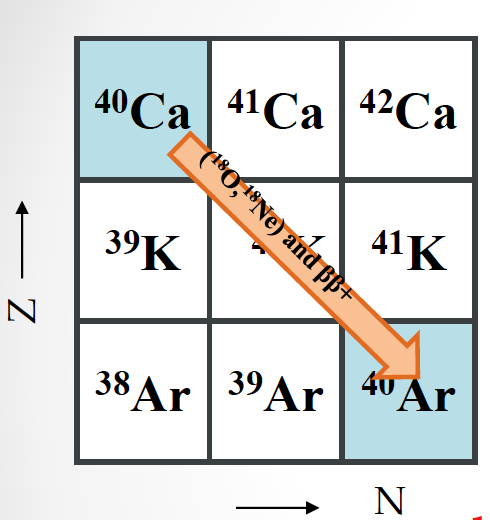 ⁴⁰Ca ⁴¹Ca ⁴²Ca
(¹⁸O,¹⁸Ne) and ββ+
³⁹K ⁴¹K
Z
³⁸Ar ³⁹Ar ⁴⁰Ar
N